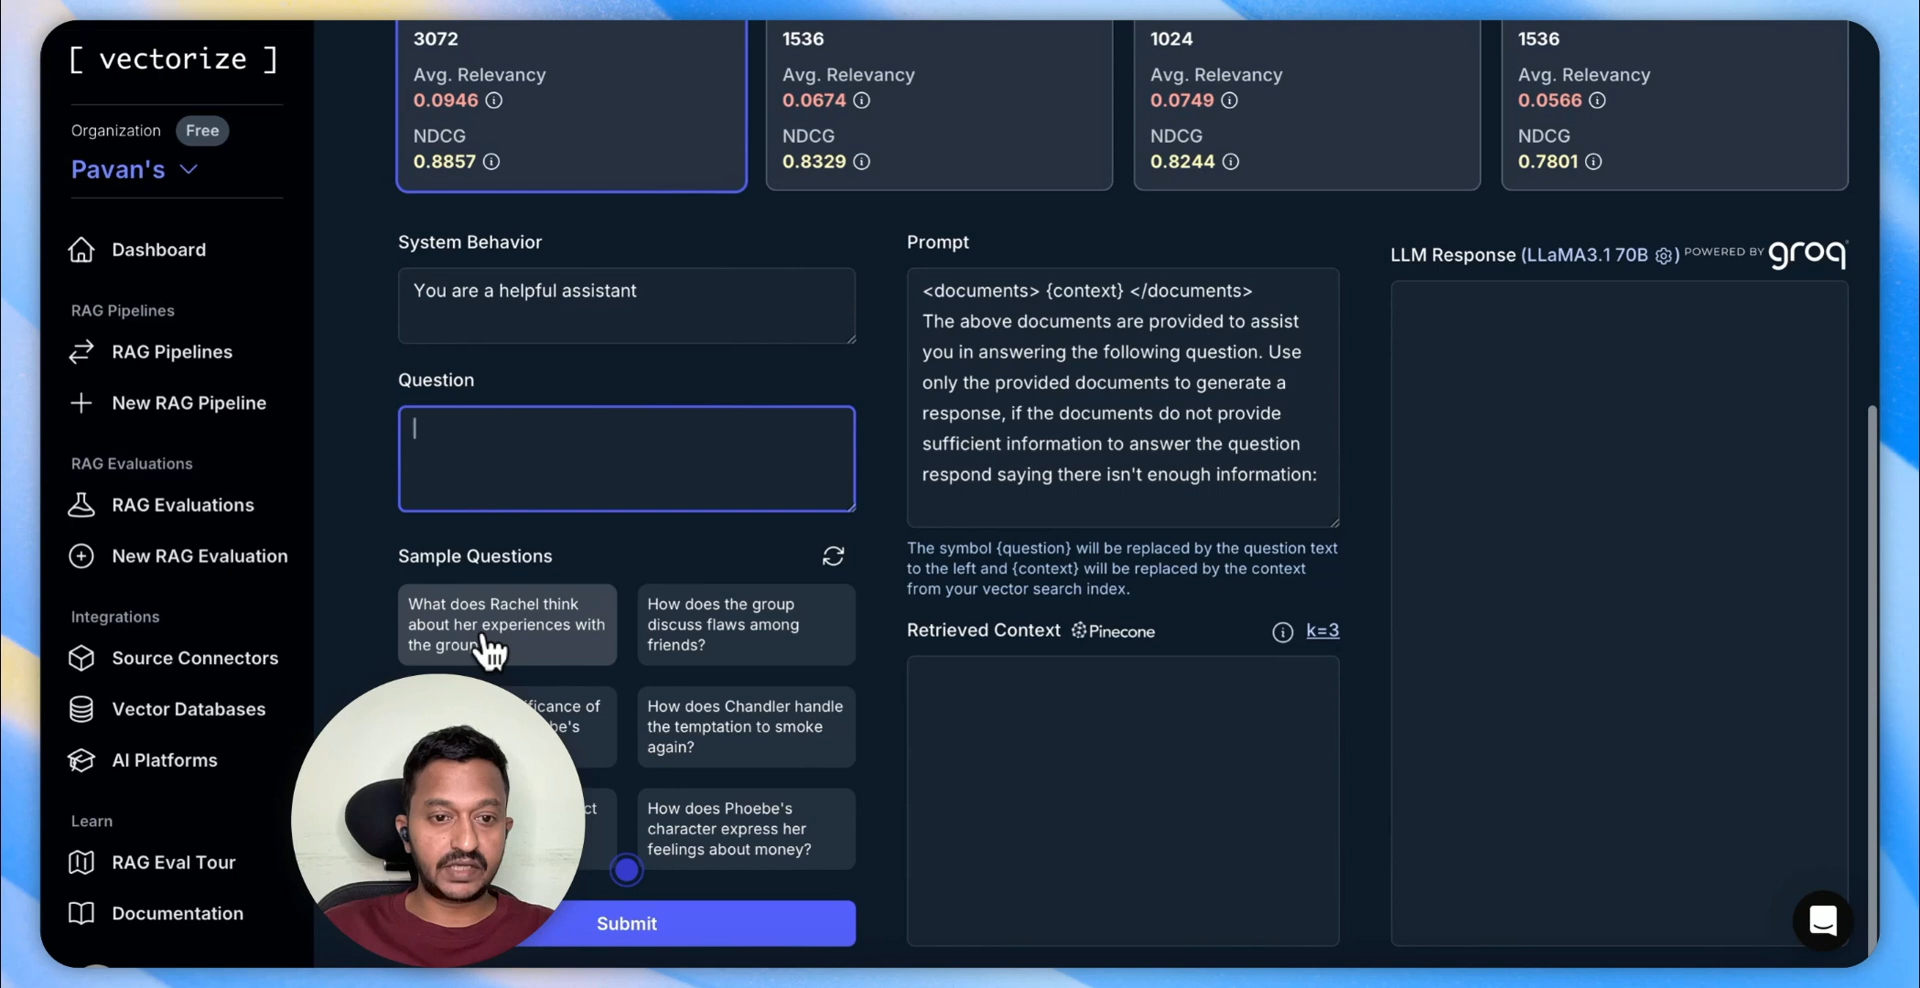 [ vectorize ]
Organization Free
Pavan's
Dashboard
RAG Pipelines
RAG Pipelines
New RAG Pipeline
RAG Evaluations
RAG Evaluations
New RAG Evaluation
Integrations
Source Connectors
Vector Databases
AI Platforms
Learn
RAG Eval Tour
Documentation
3072
Avg. Relevancy
0.0946
NDCG
0.8857
1536
Avg. Relevancy
0.0674
NDCG
0.8329
1024
Avg. Relevancy
0.0749
NDCG
0.8244
1536
Avg. Relevancy
0.0566
NDCG
0.7801
System Behavior
You are a helpful assistant
Question
Sample Questions
What does Rachel think
about her experiences with
the
How does the group
discuss flaws among
friends?
of
How does Chandler handle
the temptation to smoke
again?
How does Phoebe's
character express her
feelings about money?
Submit
Prompt
<documents> {context} </documents>
The above documents are provided to assist
you in answering the following question. Use
only the provided documents to generate a
response, if the documents do not provide
sufficient information to answer the question
respond saying there isn't enough information:
The symbol {question} will be replaced by the question text
to the left and {context} will be replaced by the context
from your vector search index.
Retrieved Context Pinecone k=3
LLM Response (LLaMA3.1 70B ) POWERED BY groq